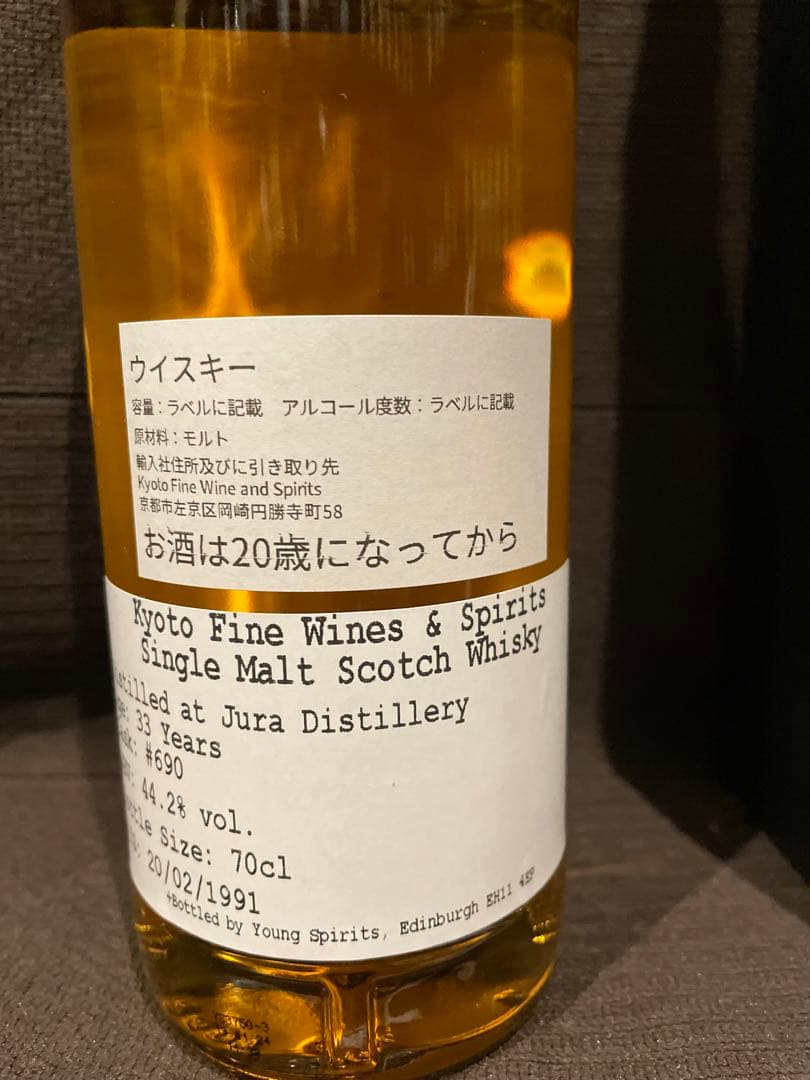 ウイスキー
容量：ラベルに記載　アルコール度数：ラベルに記載
原材料：モルト
輸入社住所及びに引き取り先
Kyoto Fine Wine and Spirits
京都市左京区岡崎円勝寺町58
お酒は20歳になってから
Kyoto Fine Wines & Spirits
Single Malt Scotch Whisky
at Jura Distillery
33 Years
#690
44.2% vol.
Size: 70cl
20/02/1991
*Bottled by Young Spirits, Edinburgh EH11 4EP